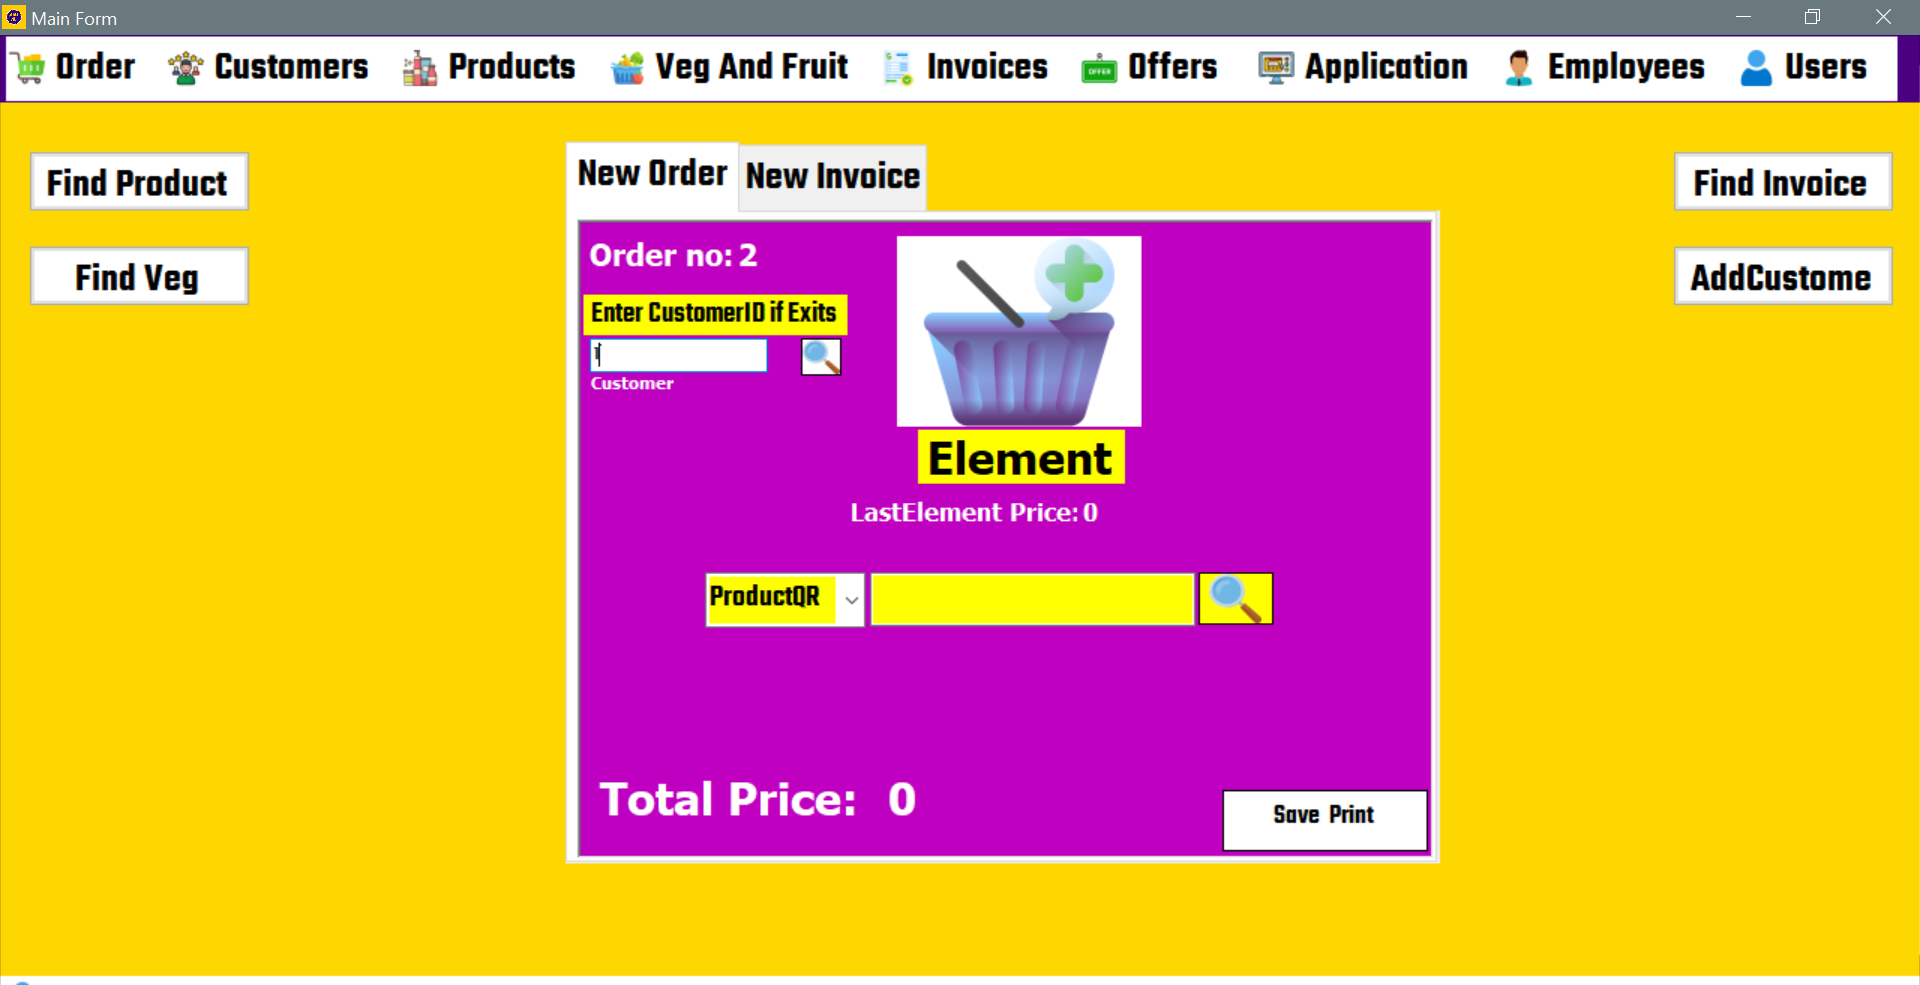 Main Form
Order Customers Products Veg And Fruit Invoices Offers Application Employees Users
Find Product
Find Veg
New Order New Invoice
Order no: 2
Enter CustomerID if Exits
1
Customer
Element
LastElement Price: 0
ProductQR
Total Price: 0
Save Print
Find Invoice
AddCustome